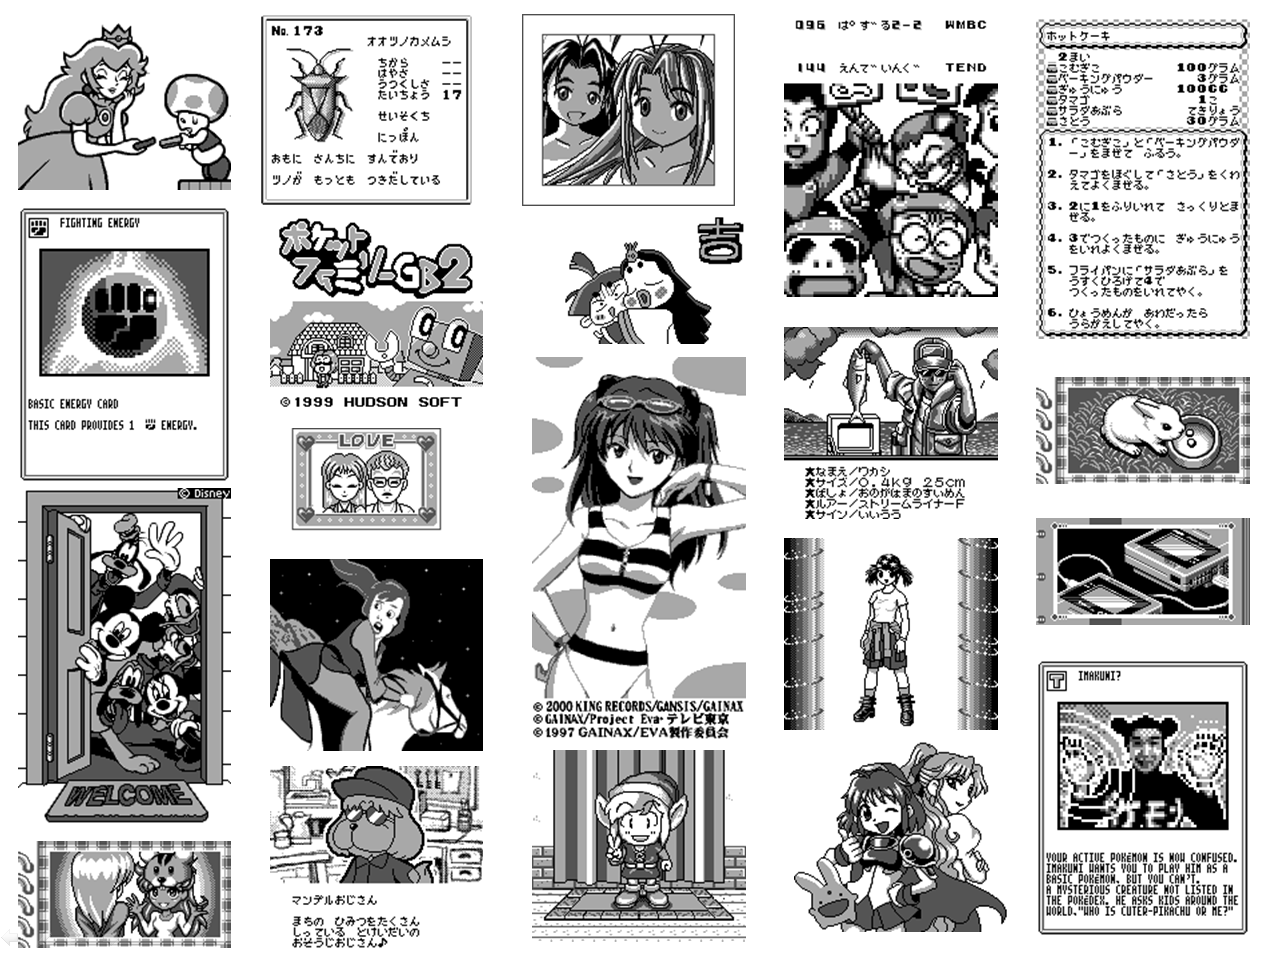 No. 173
オオツノカメムシ
ちから --
はやさ --
うつくしさ --
たいちょう 17
せいそくち
にっぽん
おもに さんちに すんでおり
ツノが もっとも つきだしている
FIGHTING ENERGY
BASIC ENERGY CARD
THIS CARD PROVIDES 1 ENERGY.
© Disney
WELCOME
ポケット
ファミリーGB2
©1999 HUDSON SOFT
LOVE
マンデルおじさん
まちの ひみつをたくさん
しっている とけいだいの
おそうじおじさん♪
吉
© 2000 KING RECORDS/GANSIS/GAINAX
© GAINAX/Project Eva・テレビ東京
© 1997 GAINAX/EVA製作委員会
096 ぱずる2-2 WMBC
144 えんでぃんぐ TEND
★なまえ/ワカシ
★サイズ/0.4kg 25cm
★ばしょ/おのがはまのすいめん
★ルアー/ストリームライナーF
★サイン/いいろう
ホットケーキ
2まい
こむぎこ 100グラム
ベーキングパウダー 3グラム
ぎゅうにゅう 100CC
タマゴ 1こ
サラダあぶら てきりょう
さとう 30グラム
1. 「こむぎこ」と「ベーキングパウダー」をまぜて ふるう。
2. タマゴをほぐして「さとう」をくわえてよくまぜる。
3. 2に1をふりいれて さっくりとまぜる。
4. 3でつくったものに ぎゅうにゅうをいれよくまぜる。
5. フライパンに「サラダあぶら」を
うすくひろげて4で
つくったものをいれてやく。
6. ひょうめんが あわだったら
うらがえしてやく。
IMAKUNI?
YOUR ACTIVE POKéMON IS NOW CONFUSED.
IMAKUNI WANTS YOU TO PLAY HIM AS A
BASIC POKéMON, BUT YOU CAN'T.
A MYSTERIOUS CREATURE NOT LISTED IN
THE POKéDEX. HE ASKS KIDS AROUND THE
WORLD,"WHO IS CUTER-PIKACHU OR ME?"